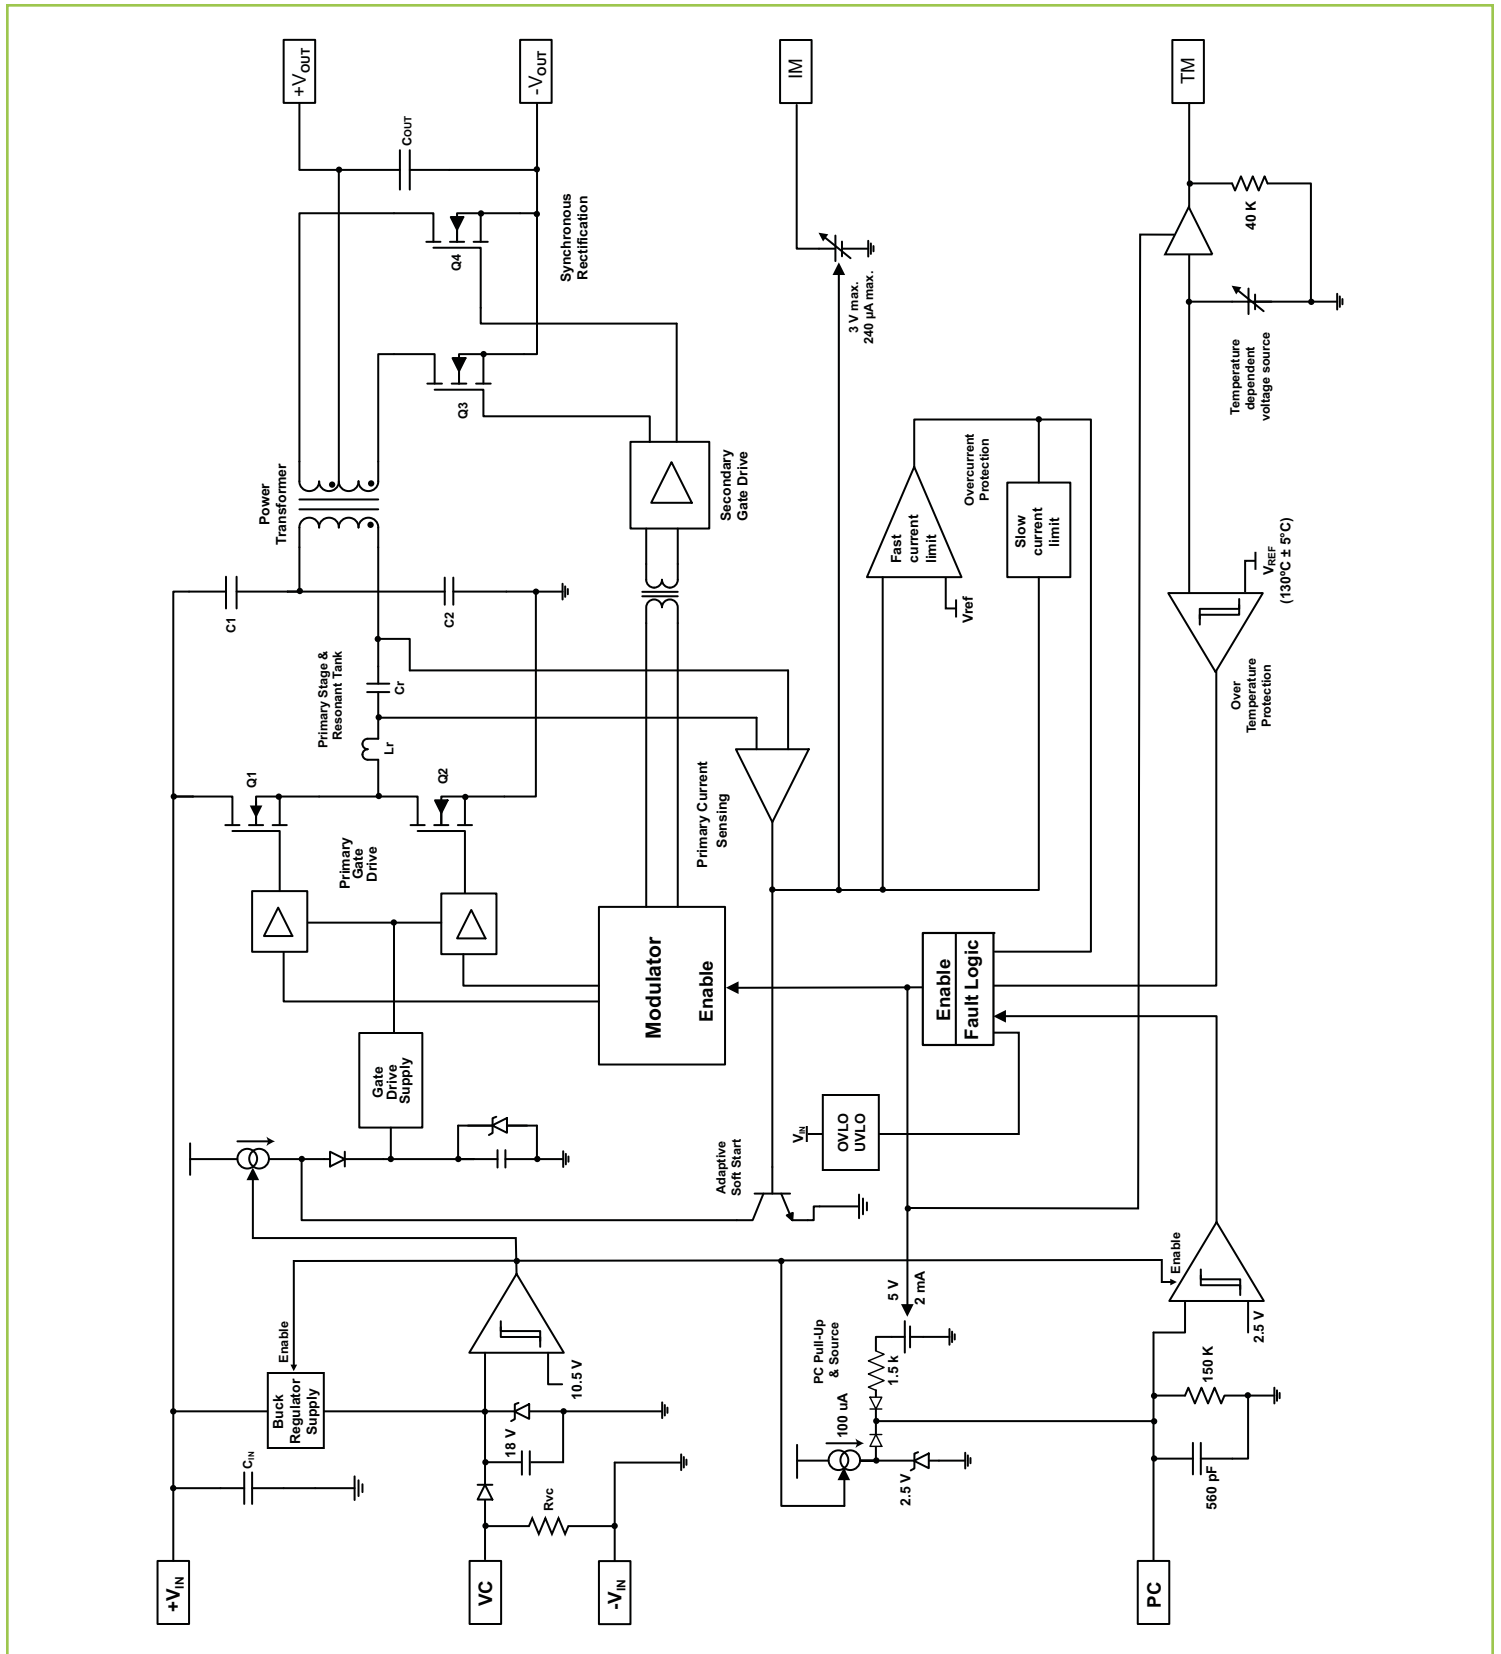 +VOUT
-VOUT
IM
TM
COUT
Q4
Synchronous
Rectification
3 V max.
240 µA max.
40 K
Temperature
dependent
voltage source
Q3
Power
Transformer
Secondary
Gate Drive
Fast
current
limit
Vref
Overcurrent
Protection
Slow
current
limit
VREF
(130°C ± 5°C)
C1
C2
Primary Stage &
Resonant Tank
Cr
Lr
Over
Temperature
Protection
Q1
Q2
Primary
Gate
Drive
Primary Current
Sensing
Modulator
Enable
Enable
Fault Logic
Gate
Drive
Supply
VIN
OVLO
UVLO
Adaptive
Soft Start
Enable
Buck
Regulator
Supply
10.5 V
18 V
5 V
2 mA
PC Pull-Up
& Source
1.5 k
100 uA
2.5 V
Enable
2.5 V
150 K
560 pF
CIN
Rvc
+VIN
VC
-VIN
PC